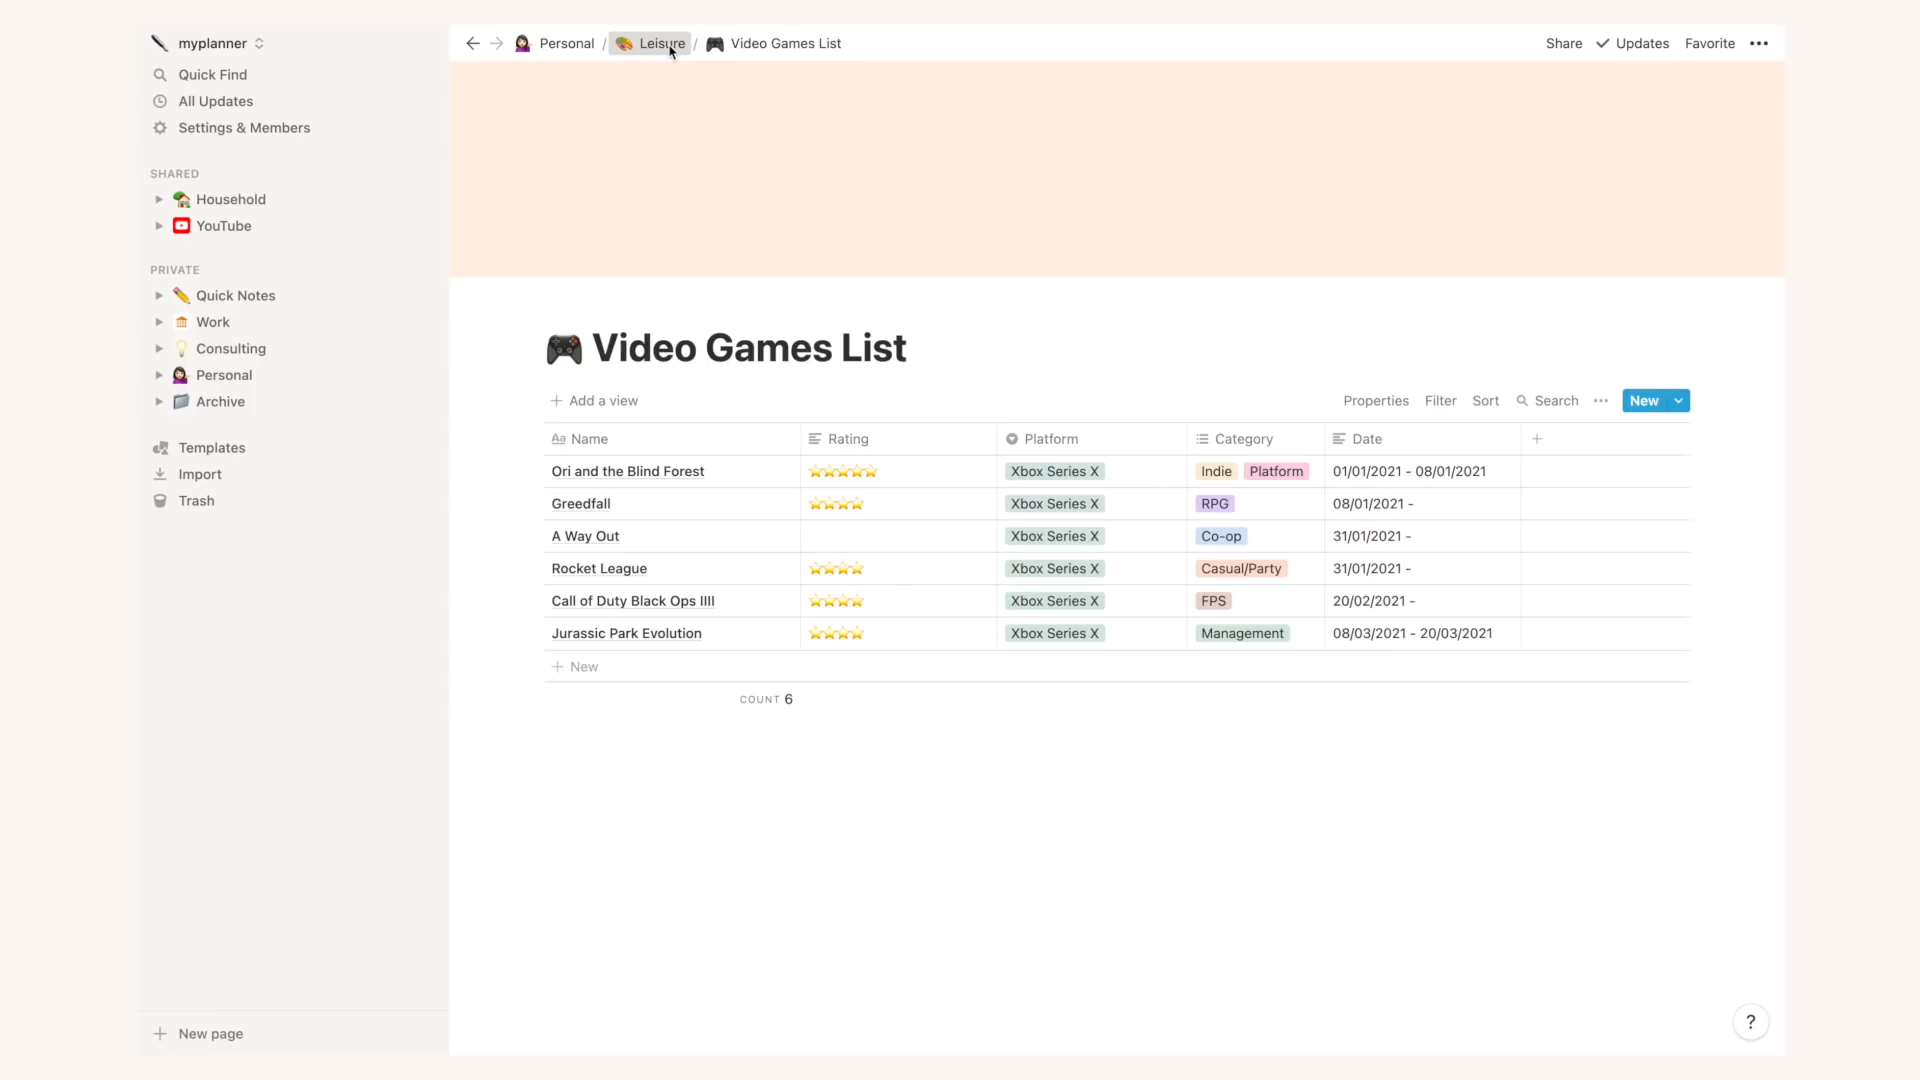 myplanner
Personal / Leisure / Video Games List
Share Updates Favorite
Quick Find
All Updates
Settings & Members
SHARED
Household
YouTube
PRIVATE
Quick Notes
Work
Consulting
Personal
Archive
Templates
Import
Trash
New page
Video Games List
Add a view
Properties Filter Sort Search New
Aa Name Rating Platform Category Date
Ori and the Blind Forest Xbox Series X Indie Platform 01/01/2021 - 08/01/2021
Greedfall Xbox Series X RPG 08/01/2021 -
A Way Out Xbox Series X Co-op 31/01/2021 -
Rocket League Xbox Series X Casual/Party 31/01/2021 -
Call of Duty Black Ops IIII Xbox Series X FPS 20/02/2021 -
Jurassic Park Evolution Xbox Series X Management 08/03/2021 - 20/03/2021
New
COUNT 6
?